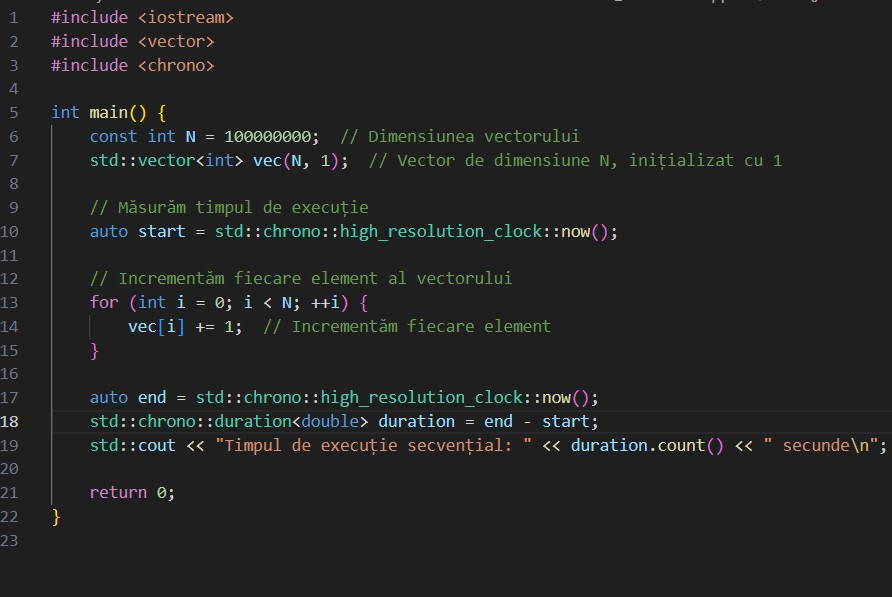 1 #include <iostream>
2 #include <vector>
3 #include <chrono>
4
5 int main() {
6     const int N = 100000000;  // Dimensiunea vectorului
7     std::vector<int> vec(N, 1);  // Vector de dimensiune N, inițializat cu 1
8
9     // Măsurăm timpul de execuție
10     auto start = std::chrono::high_resolution_clock::now();
11
12     // Incrementăm fiecare element al vectorului
13     for (int i = 0; i < N; ++i) {
14         vec[i] += 1;  // Incrementăm fiecare element
15     }
16
17     auto end = std::chrono::high_resolution_clock::now();
18     std::chrono::duration<double> duration = end - start;
19     std::cout << "Timpul de execuție secvențial: " << duration.count() << " secunde\n";
20
21     return 0;
22 }
23